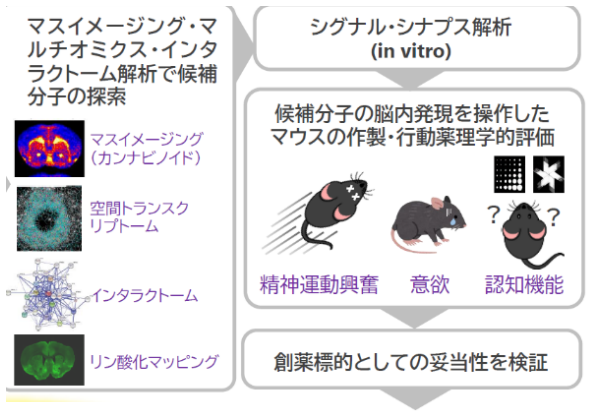 マスイメージング・マ
ルチオミクス・インタ
ラクトーム解析で候補
分子の探索
マスイメージング
（カンナビノイド）
空間トランスク
リプトーム
インタラクトーム
リン酸化マッピング
シグナル・シナプス解析
(in vitro)
候補分子の脳内発現を操作した
マウスの作製・行動薬理学的評価
? ?
精神運動興奮 意欲 認知機能
創薬標的としての妥当性を検証